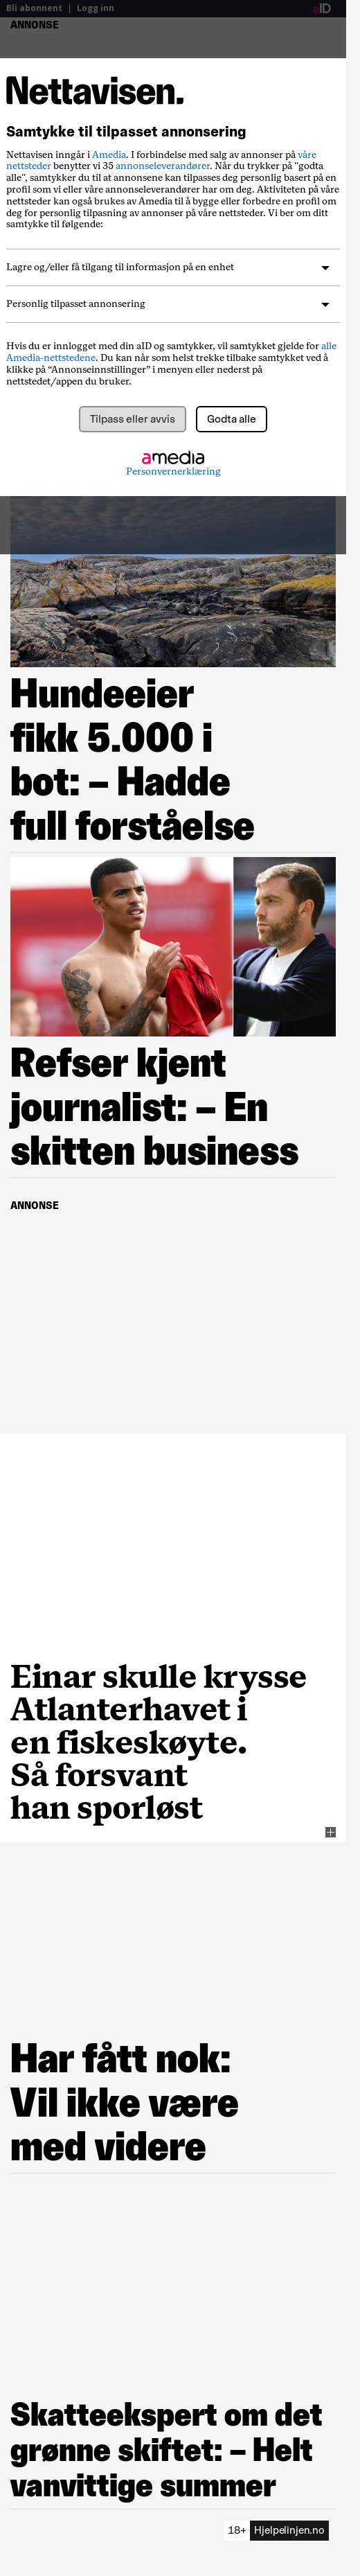 Bli abonnent | Logg inn
aID
ANNONSE
Nettavisen.
Samtykke til tilpasset annonsering
Nettavisen inngår i Amedia. I forbindelse med salg av annonser på våre
nettsteder benytter vi 35 annonseleverandører. Når du trykker på "godta
alle", samtykker du til at annonsene kan tilpasses deg personlig basert på en
profil som vi eller våre annonseleverandører har om deg. Aktiviteten på våre
nettsteder kan også brukes av Amedia til å bygge eller forbedre en profil om
deg for personlig tilpasning av annonser på våre nettsteder. Vi ber om ditt
samtykke til følgende:
Lagre og/eller få tilgang til informasjon på en enhet
Personlig tilpasset annonsering
Hvis du er innlogget med din aID og samtykker, vil samtykket gjelde for alle
Amedia-nettstedene. Du kan når som helst trekke tilbake samtykket ved å
klikke på “Annonseinnstillinger” i menyen eller nederst på
nettstedet/appen du bruker.
Tilpass eller avvis
Godta alle
amedia
Personvernerklæring
Hundeeier
fikk 5.000 i
bot: – Hadde
full forståelse
Refser kjent
journalist: – En
skitten business
ANNONSE
Einar skulle krysse
Atlanterhavet i
en fiskeskøyte.
Så forsvant
han sporløst
Har fått nok:
Vil ikke være
med videre
Skatteekspert om det
grønne skiftet: – Helt
vanvittige summer
18+ Hjelpelinjen.no